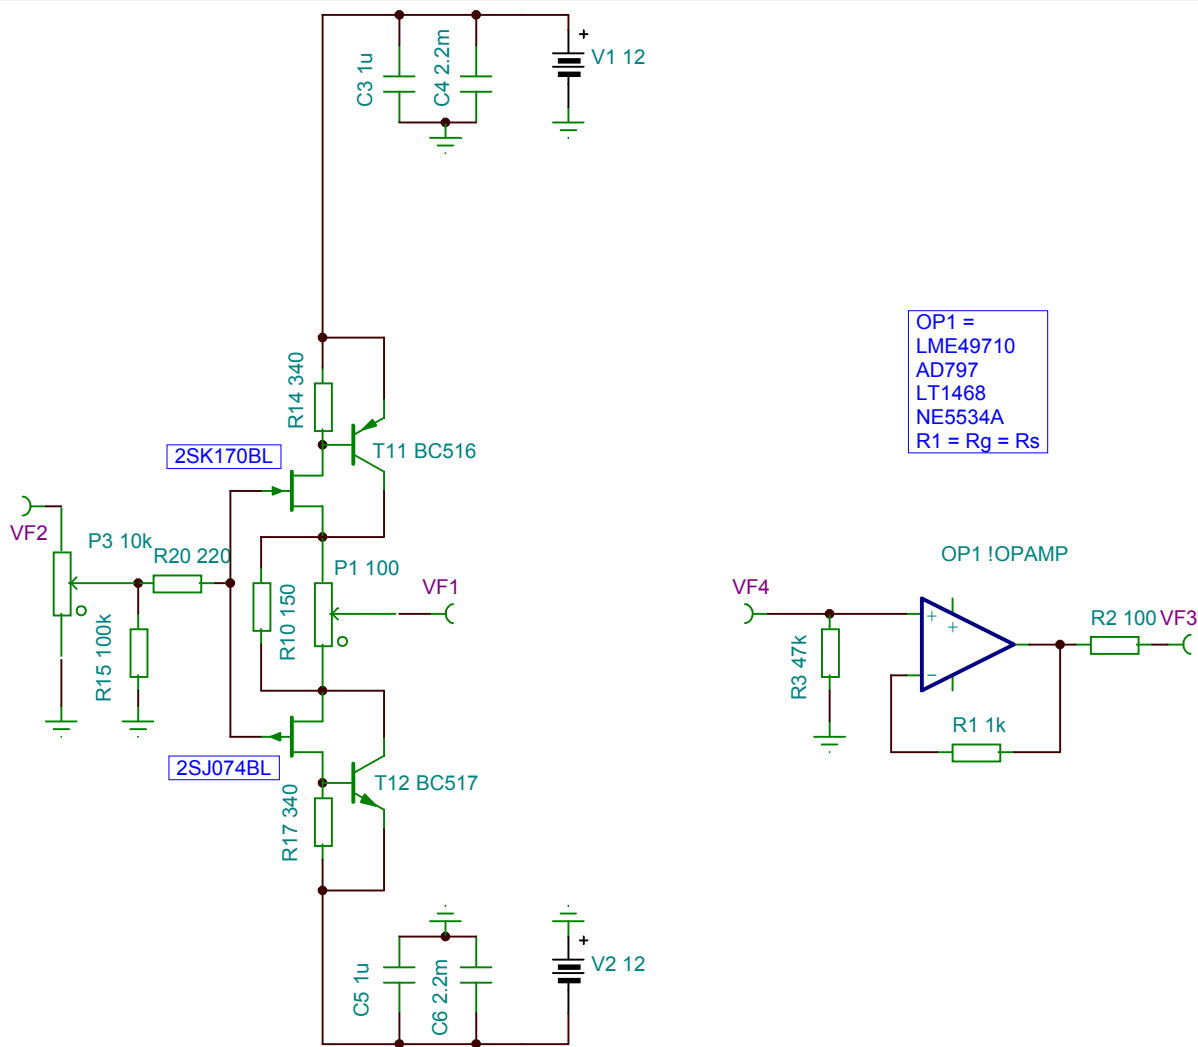 C3 1u
C4 2.2m
+
V1 12
R14 340
T11 BC516
2SK170BL
VF2
P3 10k
R20 220
R15 100k
R10 150
P1 100
VF1
2SJ074BL
T12 BC517
R17 340
C5 1u
C6 2.2m
+
V2 12
OP1 =
LME49710
AD797
LT1468
NE5534A
R1 = Rg = Rs
OP1 !OPAMP
VF4
+
+
−
R3 47k
R1 1k
R2 100
VF3